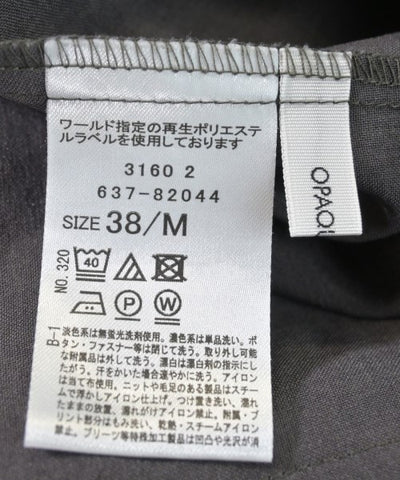 ワールド指定の再生ポリエステ
ルラベルを使用しております
3160 2
637-82044
SIZE 38/M
40
P
W
NO. 320
B-1
淡色系は無蛍光洗剤使用。濃色系は単品洗い。ボ
タン・ファスナー等は閉じて洗う。取り外し可能
な附属品は外して洗う。漂白は漂白剤の指示にし
たがう。汗をかいた場合速やかに洗う。アイロン
は当て布使用。ニットや毛足のある製品はスチー
ムで浮かしアイロン仕上げ。つけ置き洗い、濡れ
たままの放置、濡れがけアイロン禁止。附属・プ
リント部分はもみ洗い、乾燥・スチームアイロン
禁止。プリーツ等特殊加工製品は凹凸や光沢が消
OPAQU